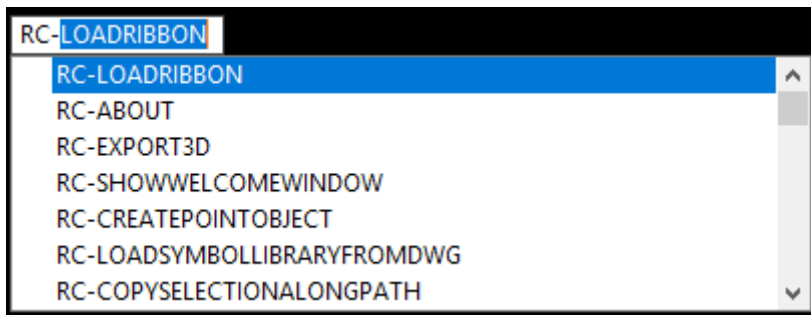 RC-LOADRIBBON
RC-LOADRIBBON
RC-ABOUT
RC-EXPORT3D
RC-SHOWWELCOMEWINDOW
RC-CREATEPOINTOBJECT
RC-LOADSYMBOLLIBRARYFROMDWG
RC-COPYSELECTIONALONGPATH